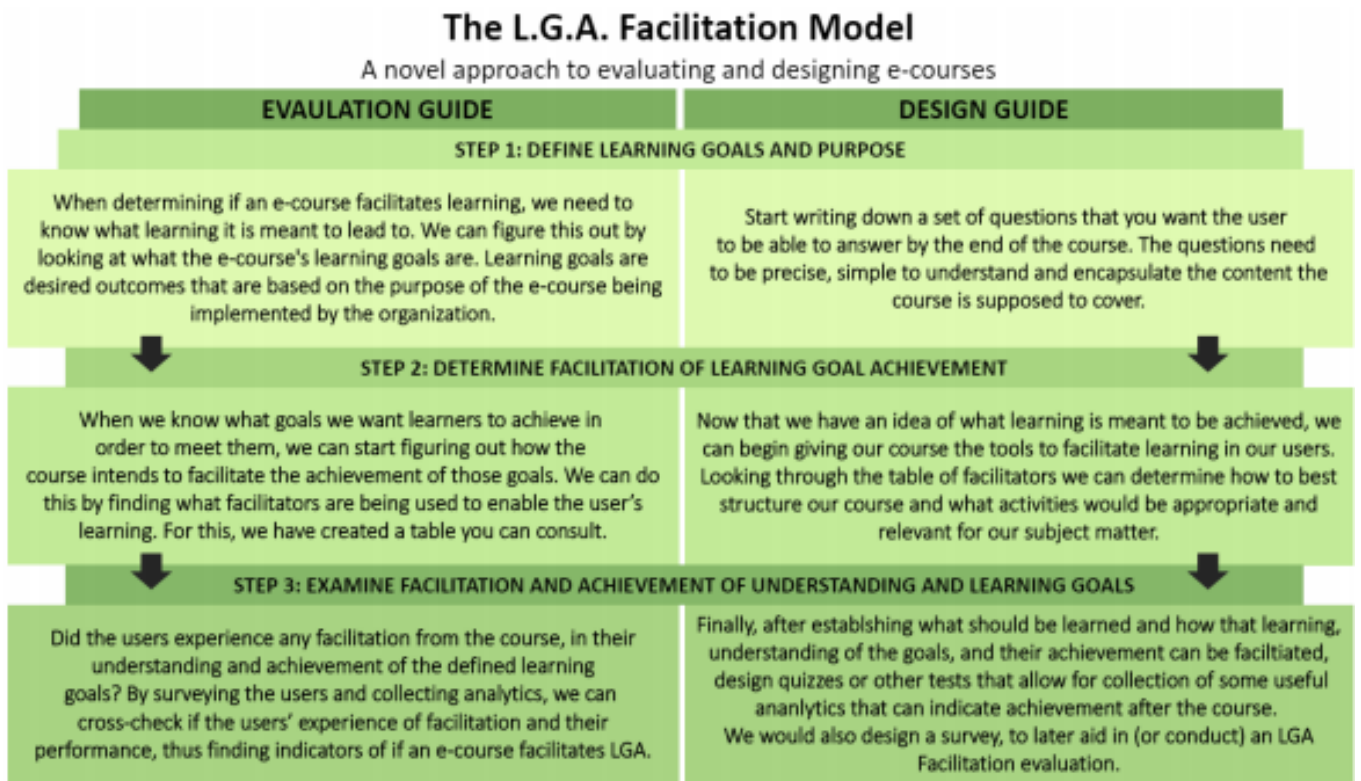 The L.G.A. Facilitation Model
A novel approach to evaluating and designing e-courses
EVAULATION GUIDE
DESIGN GUIDE
STEP 1: DEFINE LEARNING GOALS AND PURPOSE
When determining if an e-course facilitates learning, we need to
know what learning it is meant to lead to. We can figure this out by
looking at what the e-course's learning goals are. Learning goals are
desired outcomes that are based on the purpose of the e-course being
implemented by the organization.
Start writing down a set of questions that you want the user
to be able to answer by the end of the course. The questions need
to be precise, simple to understand and encapsulate the content the
course is supposed to cover.
STEP 2: DETERMINE FACILITATION OF LEARNING GOAL ACHIEVEMENT
When we know what goals we want learners to achieve in
order to meet them, we can start figuring out how the
course intends to facilitate the achievement of those goals. We can do
this by finding what facilitators are being used to enable the user's
learning. For this, we have created a table you can consult.
Now that we have an idea of what learning is meant to be achieved, we
can begin giving our course the tools to facilitate learning in our users.
Looking through the table of facilitators we can determine how to best
structure our course and what activities would be appropriate and
relevant for our subject matter.
STEP 3: EXAMINE FACILITATION AND ACHIEVEMENT OF UNDERSTANDING AND LEARNING GOALS
Did the users experience any facilitation from the course, in their
understanding and achievement of the defined learning
goals? By surveying the users and collecting analytics, we can
cross-check if the users' experience of facilitation and their
performance, thus finding indicators of if an e-course facilitates LGA.
Finally, after establshing what should be learned and how that learning,
understanding of the goals, and their achievement can be faciltiated,
design quizzes or other tests that allow for collection of some useful
ananlytics that can indicate achievement after the course.
We would also design a survey, to later aid in (or conduct) an LGA
Facilitation evaluation.